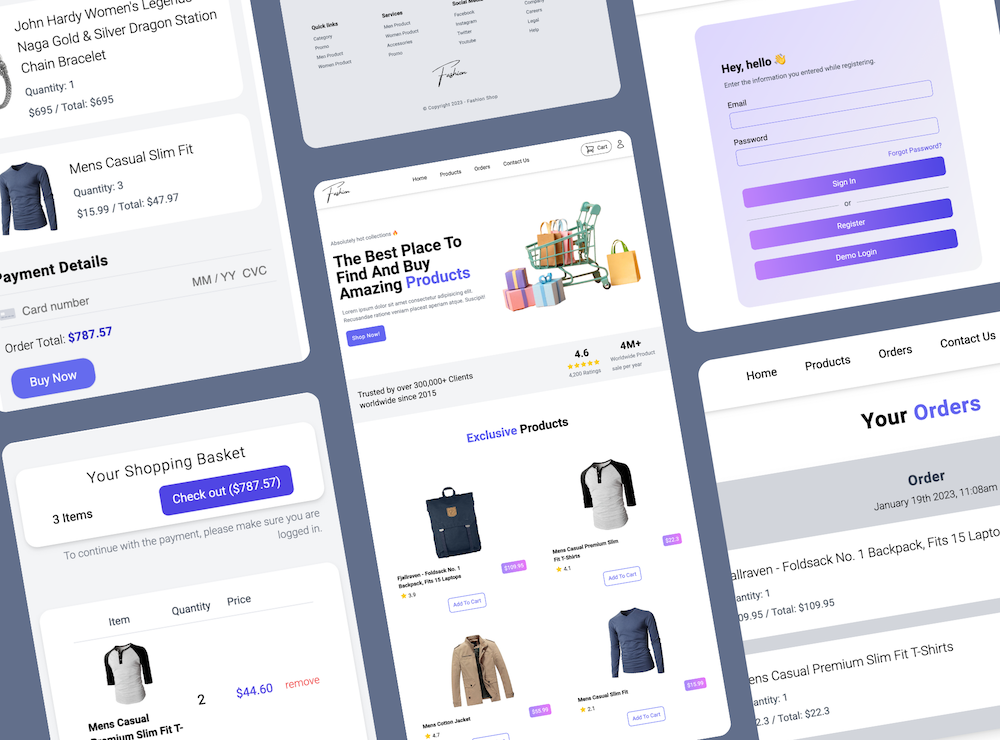 John Hardy Women's Legends
Naga Gold & Silver Dragon Station
Chain Bracelet
Quantity: 1
$695 / Total: $695
Mens Casual Slim Fit
Quantity: 3
$15.99 / Total: $47.97
Payment Details
Card number
MM / YY CVC
Order Total: $787.57
Buy Now
Your Shopping Basket
3 Items
Check out ($787.57)
To continue with the payment, please make sure you are
logged in.
Item
Quantity
Price
Mens Casual
Premium Slim Fit T-
2
$44.60
remove
Quick links
Category
Promo
Men Product
Women Product
Services
Men Product
Women Product
Accessories
Promo
Social Media
Facebook
Instagram
Twitter
Youtube
Company
Careers
Legal
Help
Fashion
© Copyright 2023 - Fashion Shop
Fashion
Home
Products
Orders
Contact Us
Cart
Absolutely hot collections 🔥
The Best Place To
Find And Buy
Amazing Products
Lorem ipsum dolor sit amet consectetur adipisicing elit.
Recusandae ratione veniam placeat aperiam atque. Suscipit!
Shop Now!
Trusted by over 300,000+ Clients
worldwide since 2015
4.6
4,200 Ratings
4M+
Worldwide Product
sale per year
Exclusive Products
Fjallraven - Foldsack No. 1
Backpack, Fits 15 Laptops
$109.95
3.9
Add To Cart
Mens Casual Premium Slim
Fit T-Shirts
$22.3
4.1
Add To Cart
Mens Cotton Jacket
$55.99
4.7
Mens Casual Slim Fit
$15.99
2.1
Add To Cart
Hey, hello 👋
Enter the information you entered while registering.
Email
Password
Forgot Password?
Sign In
or
Register
Demo Login
Home
Products
Orders
Contact Us
Your Orders
Order
January 19th 2023, 11:08am
jallraven - Foldsack No. 1 Backpack, Fits 15 Lapto
antity: 1
09.95 / Total: $109.95
ens Casual Premium Slim Fit T-Shirts
antity: 1
2.3 / Total: $22.3